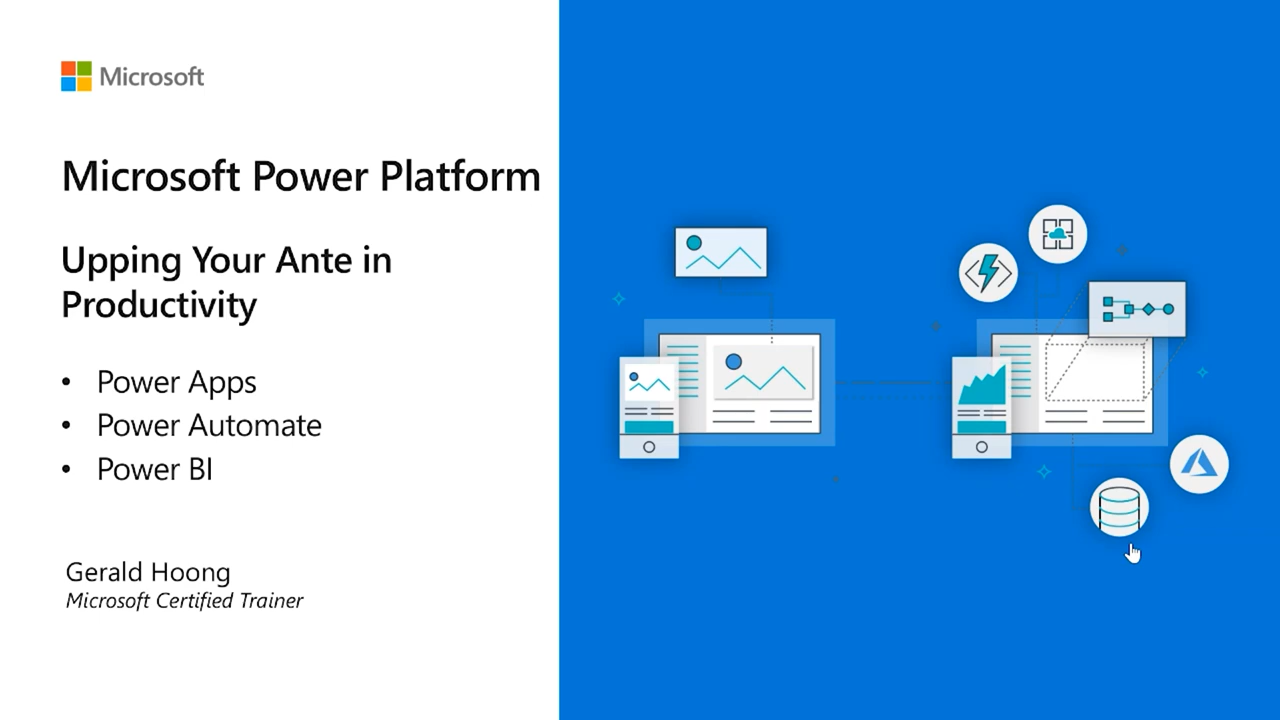 Microsoft
Microsoft Power Platform
Upping Your Ante in
Productivity
• Power Apps
• Power Automate
• Power BI
Gerald Hoong
Microsoft Certified Trainer